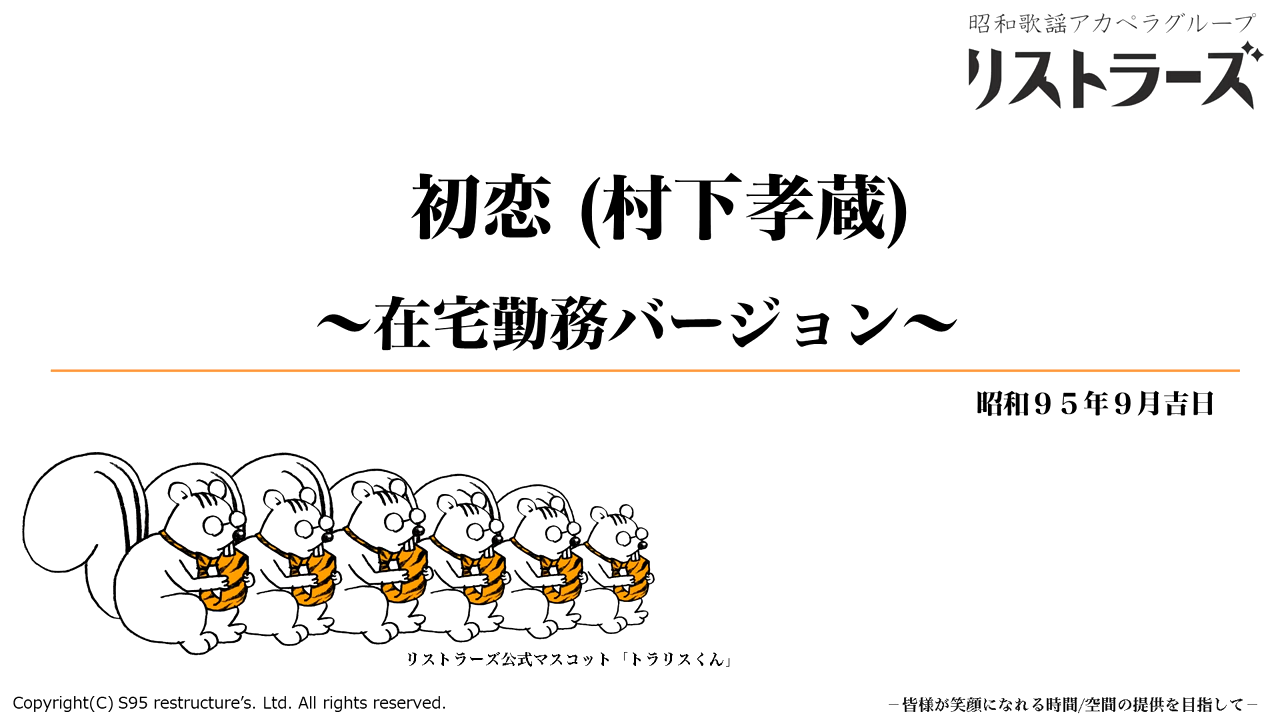 昭和歌謡アカペラグループ
リストラーズ
初恋 (村下孝蔵)
～在宅勤務バージョン～
昭和９５年９月吉日
リストラーズ公式マスコット「トラリスくん」
Copyright(C) S95 restructure’s. Ltd. All rights reserved.
－皆様が笑顔になれる時間/空間の提供を目指して－